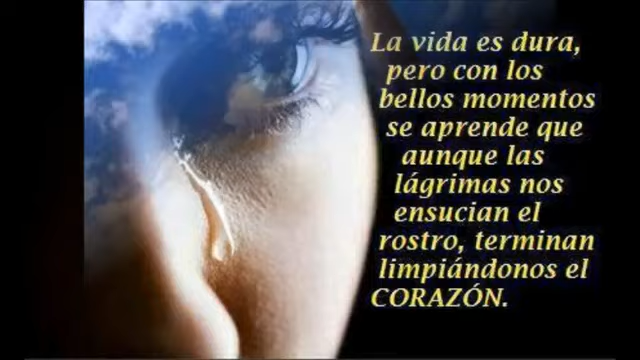 La vida es dura,
pero con los
bellos momentos
se aprende que
aunque las
lágrimas nos
ensucian el
rostro, terminan
limpiándonos el
CORAZÓN.